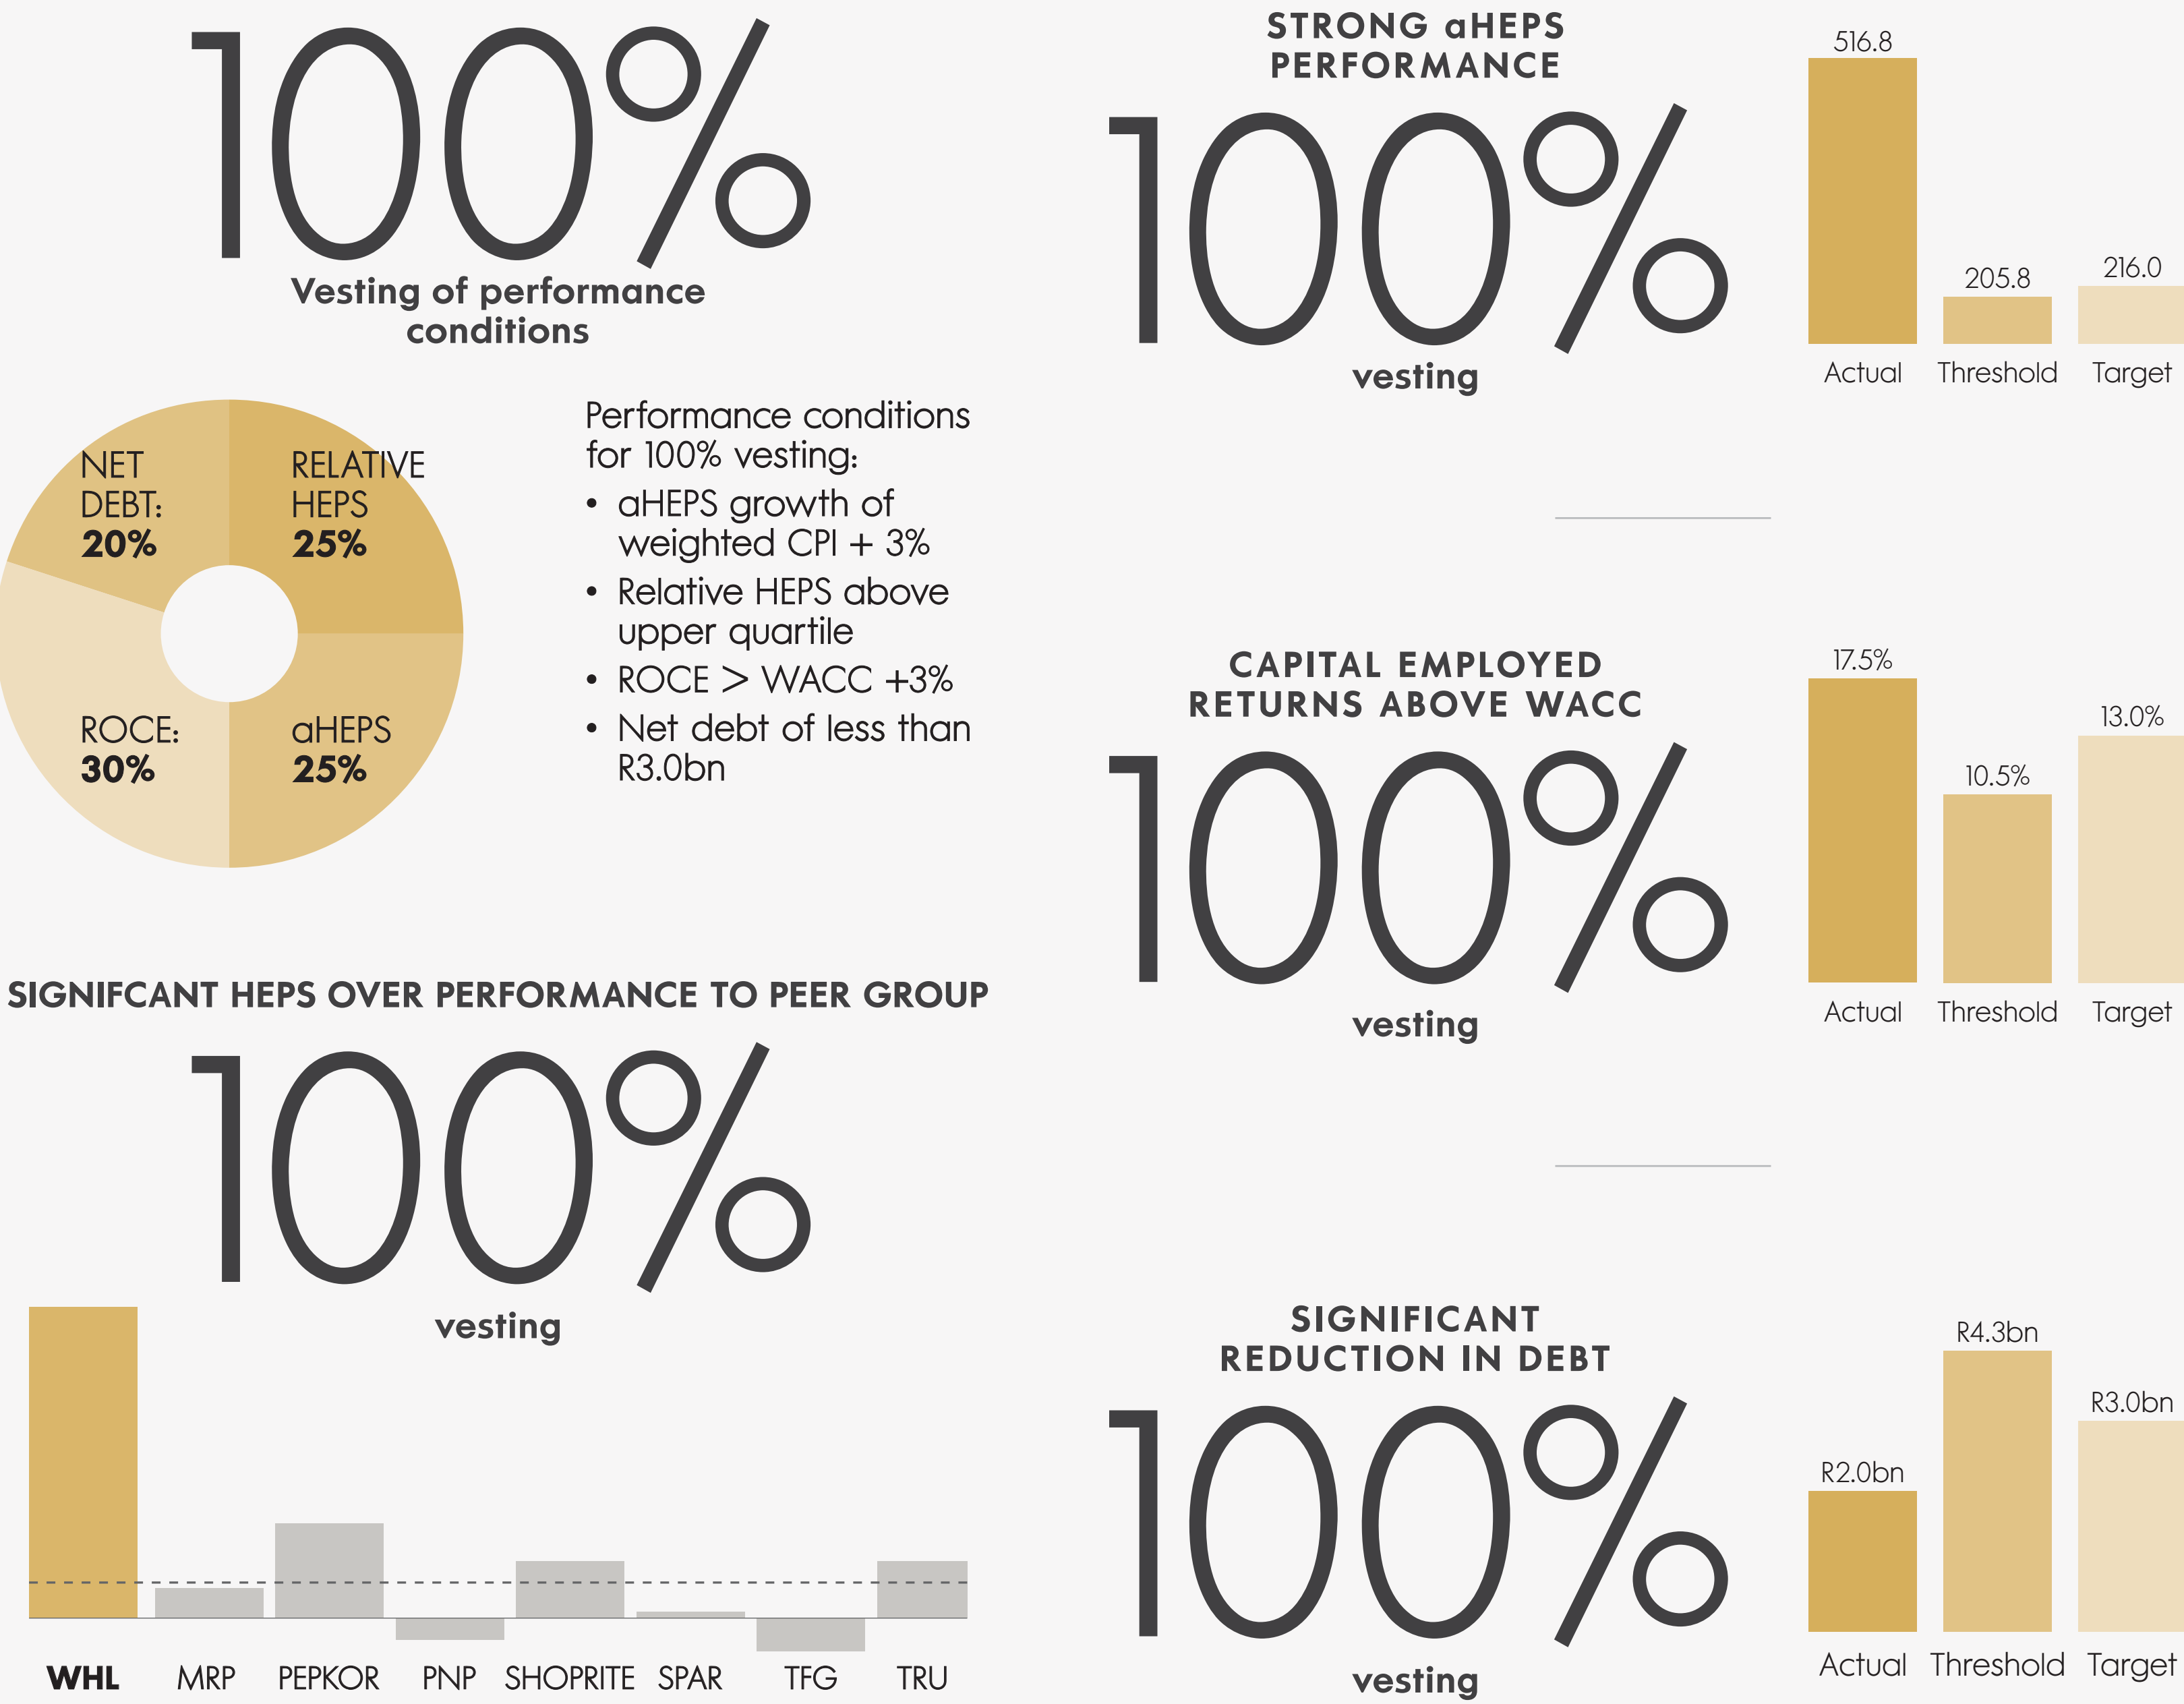 100%
Vesting of performance
conditions
NET
DEBT:
20%
RELATIVE
HEPS
25%
ROCE:
30%
aHEPS
25%
Performance conditions
for 100% vesting:
• aHEPS growth of
weighted CPI + 3%
• Relative HEPS above
upper quartile
• ROCE > WACC +3%
• Net debt of less than
R3.0bn
SIGNIFCANT HEPS OVER PERFORMANCE TO PEER GROUP
100%
vesting
WHL MRP PEPKOR PNP SHOPRITE SPAR TFG TRU
STRONG aHEPS
PERFORMANCE
100%
vesting
516.8
205.8
216.0
Actual Threshold Target
CAPITAL EMPLOYED
RETURNS ABOVE WACC
100%
vesting
17.5%
10.5%
13.0%
Actual Threshold Target
SIGNIFICANT
REDUCTION IN DEBT
100%
vesting
R2.0bn
R4.3bn
R3.0bn
Actual Threshold Target